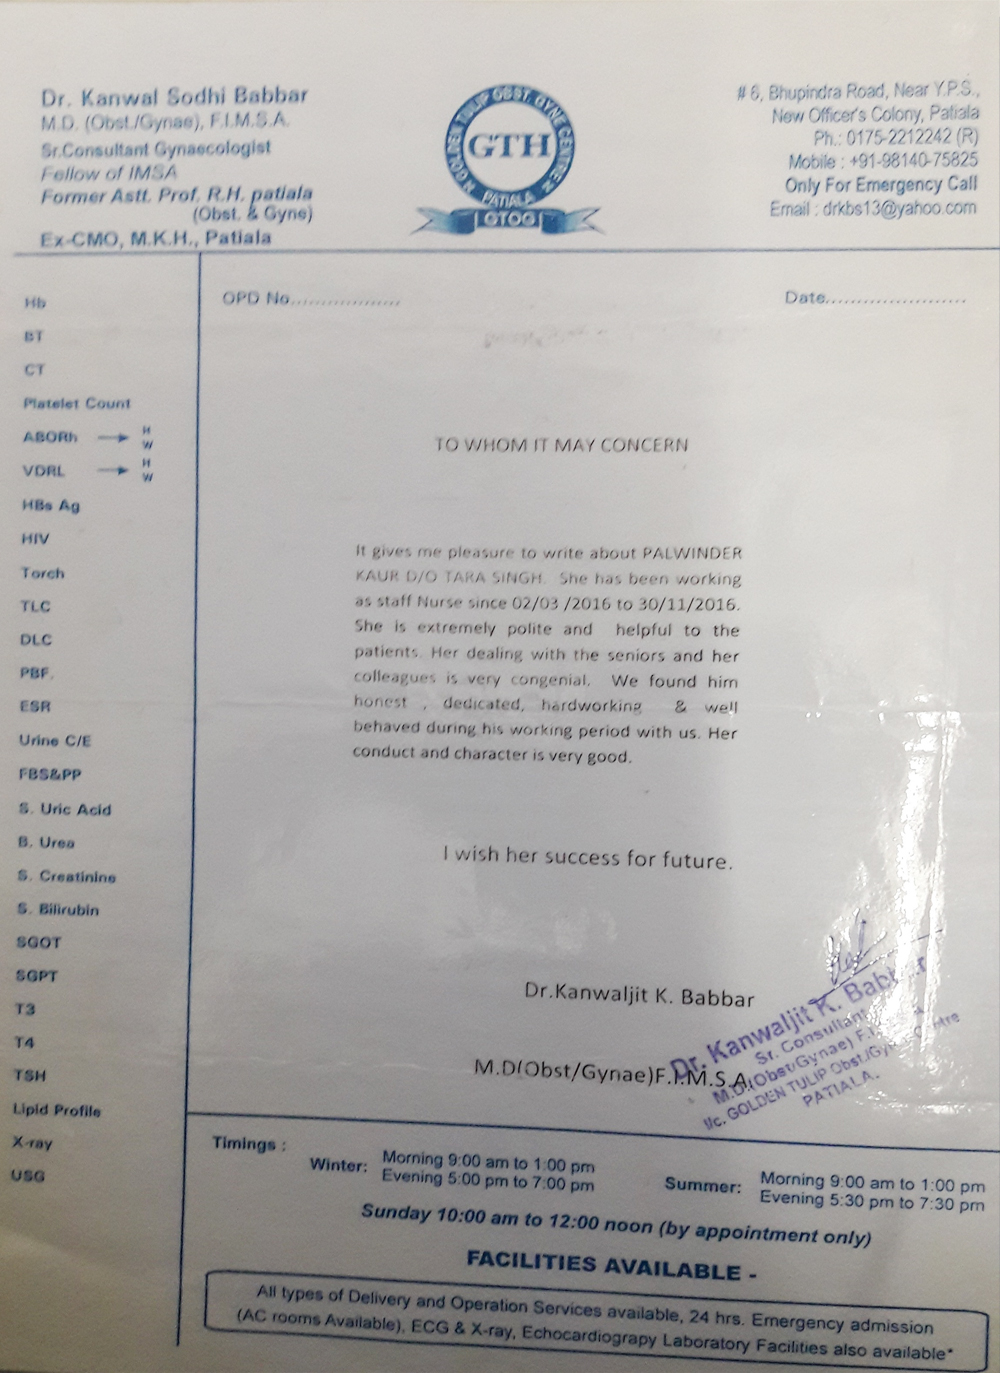 Dr. Kanwal Sodhi Babbar
M.D. (Obst./Gynae), F.I.M.S.A.
Sr.Consultant Gynaecologist
Fellow of IMSA
Former Astt. Prof. R.H. patiala
(Obst. & Gyne)
Ex-CMO, M.K.H., Patiala
GOLDEN TULIP OBST. GYNE CENTRE
GTH
PATIALA
GTOG
# 6, Bhupindra Road, Near Y.P.S.,
New Officer's Colony, Patiala
Ph.: 0175-2212242 (R)
Mobile : +91-98140-75825
Only For Emergency Call
Email : drkbs13@yahoo.com
Hb
BT
CT
Platelet Count
ABORh → H
W
VDRL → H
W
HBs Ag
HIV
Torch
TLC
DLC
PBF.
ESR
Urine C/E
FBS&PP
S. Uric Acid
B. Urea
S. Creatinine
S. Bilirubin
SGOT
SGPT
T3
T4
TSH
Lipid Profile
X-ray
USG
OPD No..................
Date.......................
TO WHOM IT MAY CONCERN
It gives me pleasure to write about PALWINDER
KAUR D/O TARA SINGH. She has been working
as staff Nurse since 02/03 /2016 to 30/11/2016.
She is extremely polite and helpful to the
patients. Her dealing with the seniors and her
colleagues is very congenial. We found him
honest , dedicated, hardworking & well
behaved during his working period with us. Her
conduct and character is very good.
I wish her success for future.
Dr.Kanwaljit K. Babbar
M.D(Obst/Gynae)F.I.M.S.A.
Dr. Kanwaljit K. Babbar
Sr. Consultant
M.D.(Obst/Gynae) F.I.
I/c. GOLDEN TULIP Obst./Gyne Centre
PATIALA.
Timings :
Winter: Morning 9:00 am to 1:00 pm
Evening 5:00 pm to 7:00 pm
Summer: Morning 9:00 am to 1:00 pm
Evening 5:30 pm to 7:30 pm
Sunday 10:00 am to 12:00 noon (by appointment only)
FACILITIES AVAILABLE -
All types of Delivery and Operation Services available, 24 hrs. Emergency admission
(AC rooms Available), ECG & X-ray, Echocardiograpy Laboratory Facilities also available*